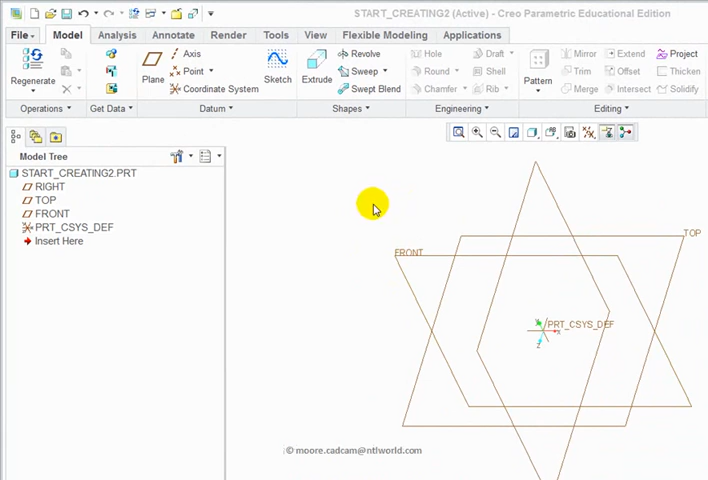 START_CREATING2 (Active) - Creo Parametric Educational Edition
File Model Analysis Annotate Render Tools View Flexible Modeling Applications
Regenerate
Plane
Axis
Point
Coordinate System
Sketch
Extrude
Revolve
Sweep
Swept Blend
Hole
Round
Chamfer
Draft
Shell
Rib
Pattern
Mirror
Trim
Merge
Extend
Offset
Intersect
Project
Thicken
Solidify
Operations Get Data Datum Shapes Engineering Editing
Model Tree
START_CREATING2.PRT
RIGHT
TOP
FRONT
PRT_CSYS_DEF
Insert Here
TOP
FRONT
PRT_CSYS_DEF
Y
X
Z
© moore.cadcam@ntlworld.com